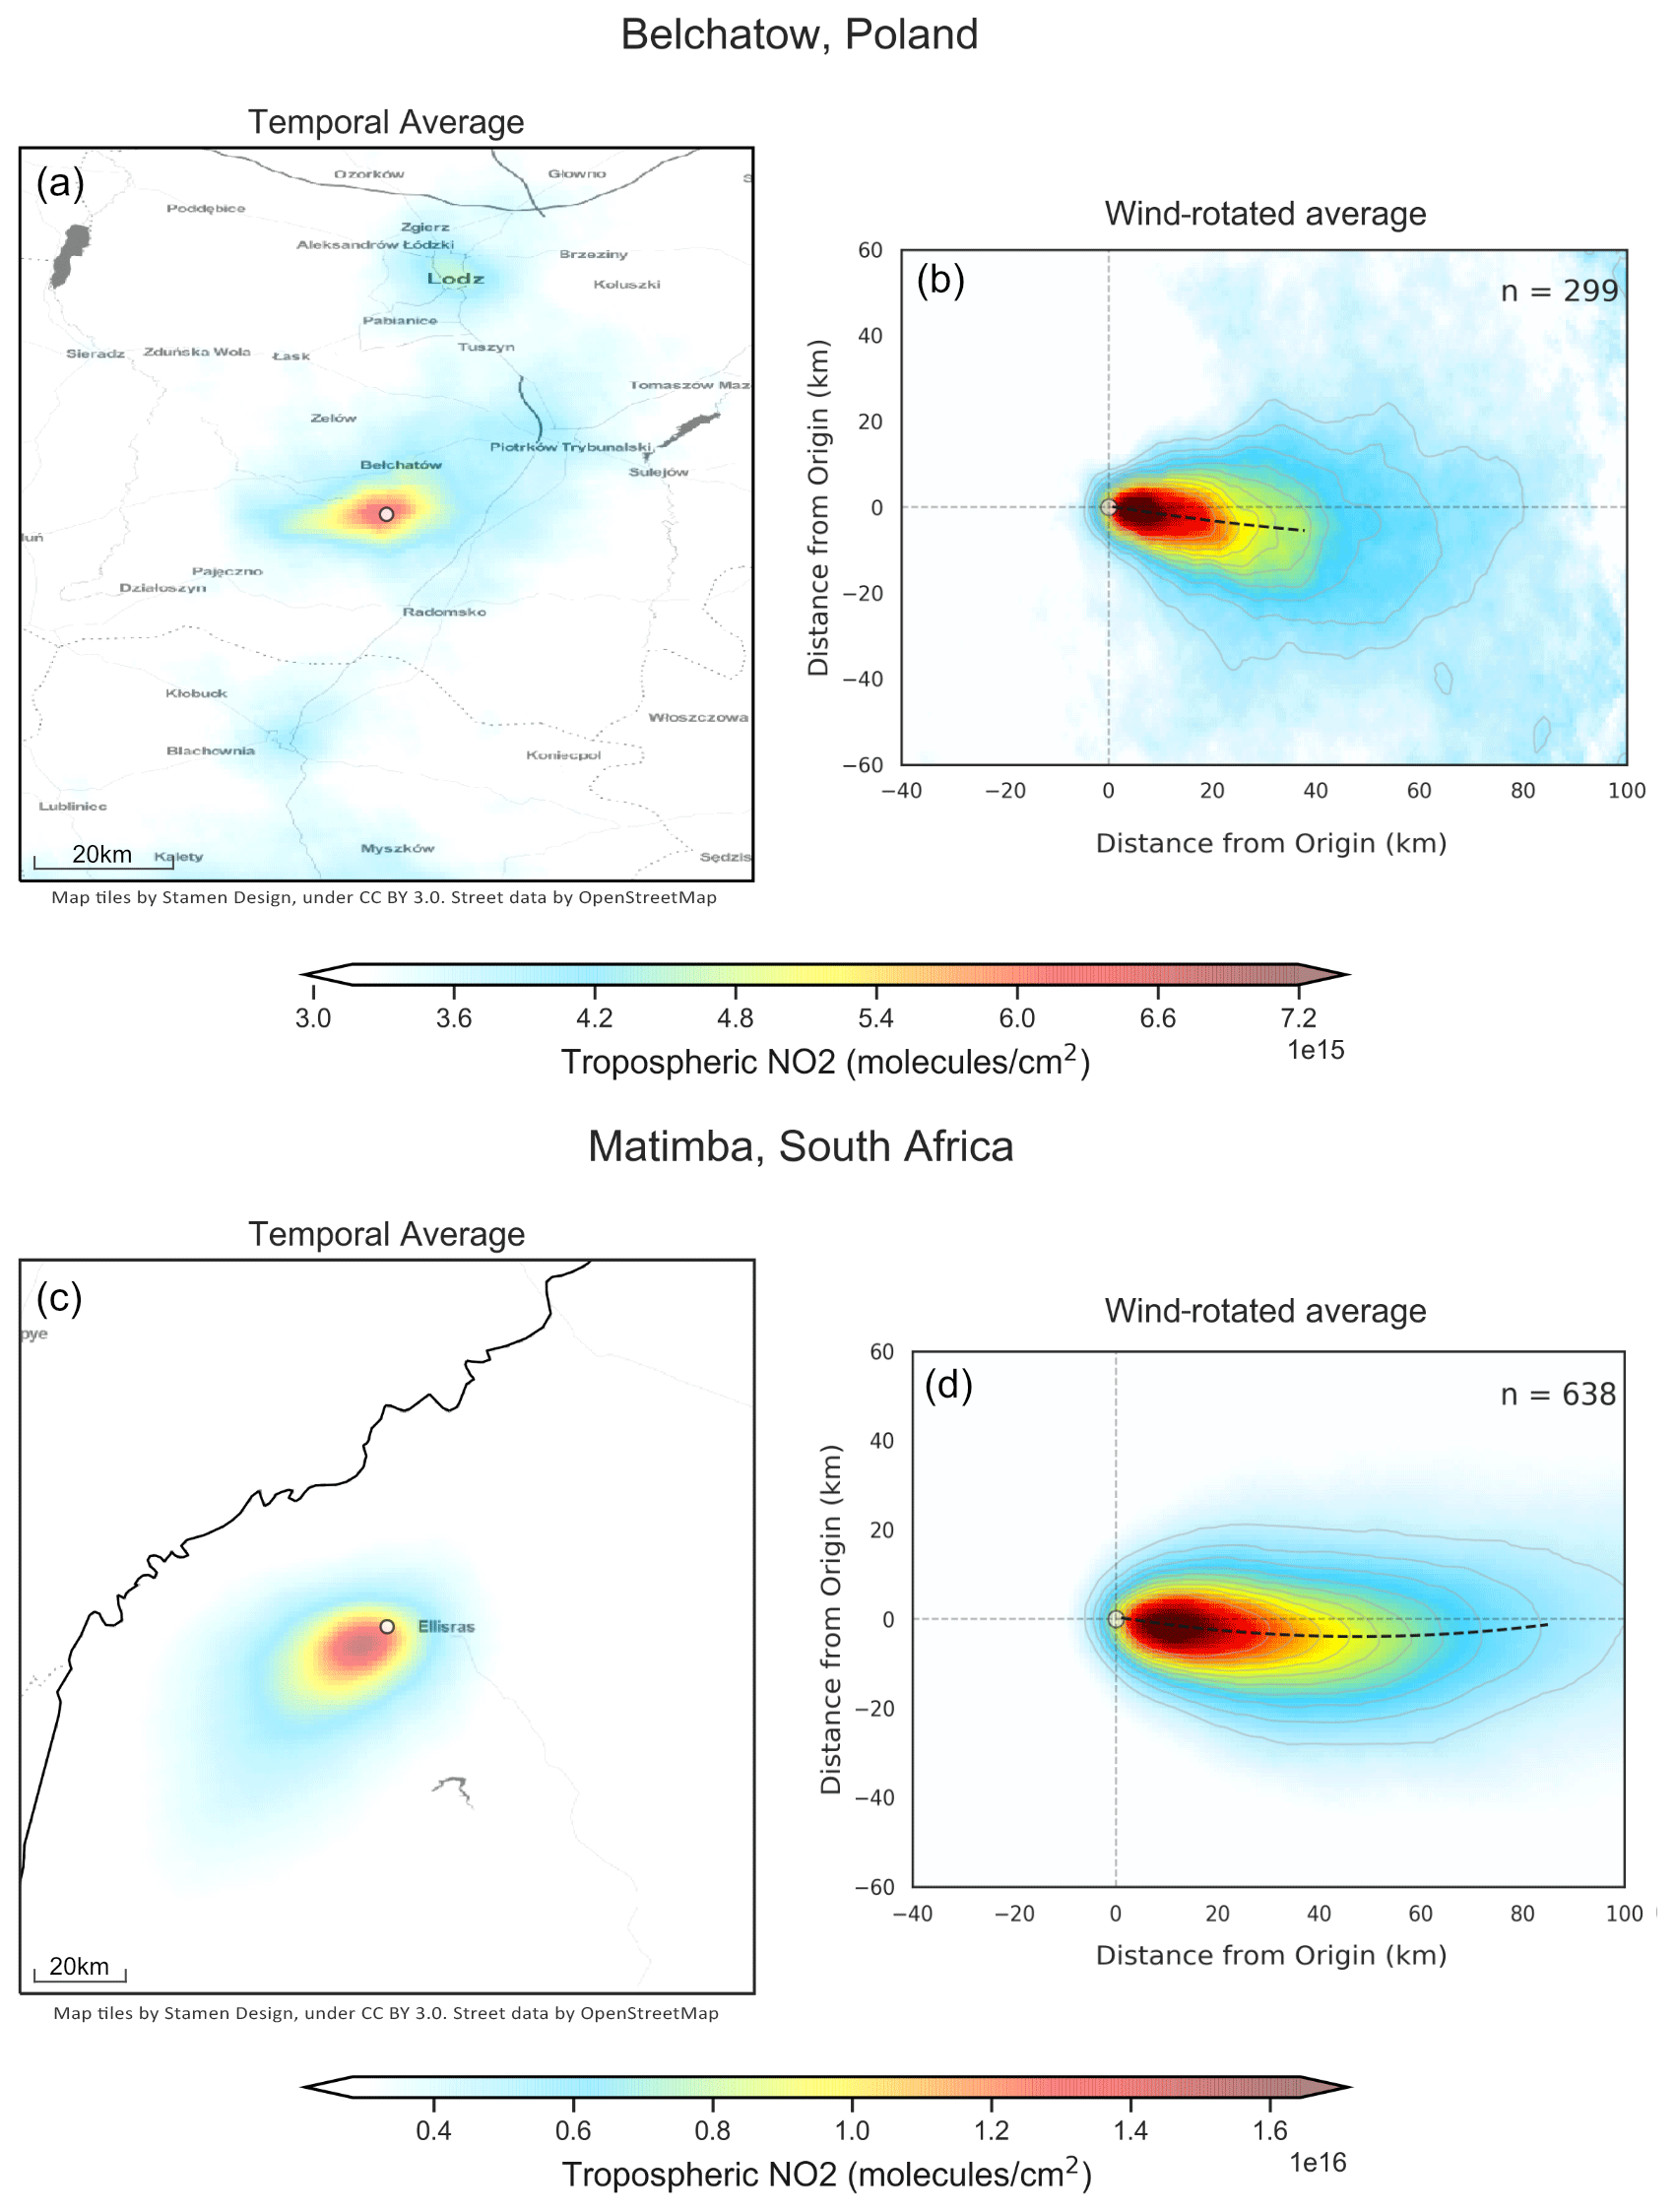 Belchatow, Poland
Temporal Average
(a)
Ozorków
Głowno
Poddębice
Zgierz
Aleksandrów Łódzki
Brzeziny
Lodz
Koluszki
Pabianice
Tuszyn
Sieradz
Zduńska Wola
Łask
Tomaszów Maz
Zelów
Piotrków Trybunalski
Bełchatów
Sulejów
Pajęczno
Działoszyn
Radomsko
Kłobuck
Włoszczowa
Blachownia
Koniecpol
Lubliniec
20km
Kalety
Myszków
Sędzis
Map tiles by Stamen Design, under CC BY 3.0. Street data by OpenStreetMap
Wind-rotated average
(b)
n = 299
60
40
20
0
−20
−40
−60
−40 −20 0 20 40 60 80 100
Distance from Origin (km)
Distance from Origin (km)
3.0 3.6 4.2 4.8 5.4 6.0 6.6 7.2
1e15
Tropospheric NO2 (molecules/cm²)
Matimba, South Africa
Temporal Average
(c)
pye
Ellisras
20km
Map tiles by Stamen Design, under CC BY 3.0. Street data by OpenStreetMap
Wind-rotated average
(d)
n = 638
60
40
20
0
−20
−40
−60
−40 −20 0 20 40 60 80 100
Distance from Origin (km)
Distance from Origin (km)
0.4 0.6 0.8 1.0 1.2 1.4 1.6
1e16
Tropospheric NO2 (molecules/cm²)